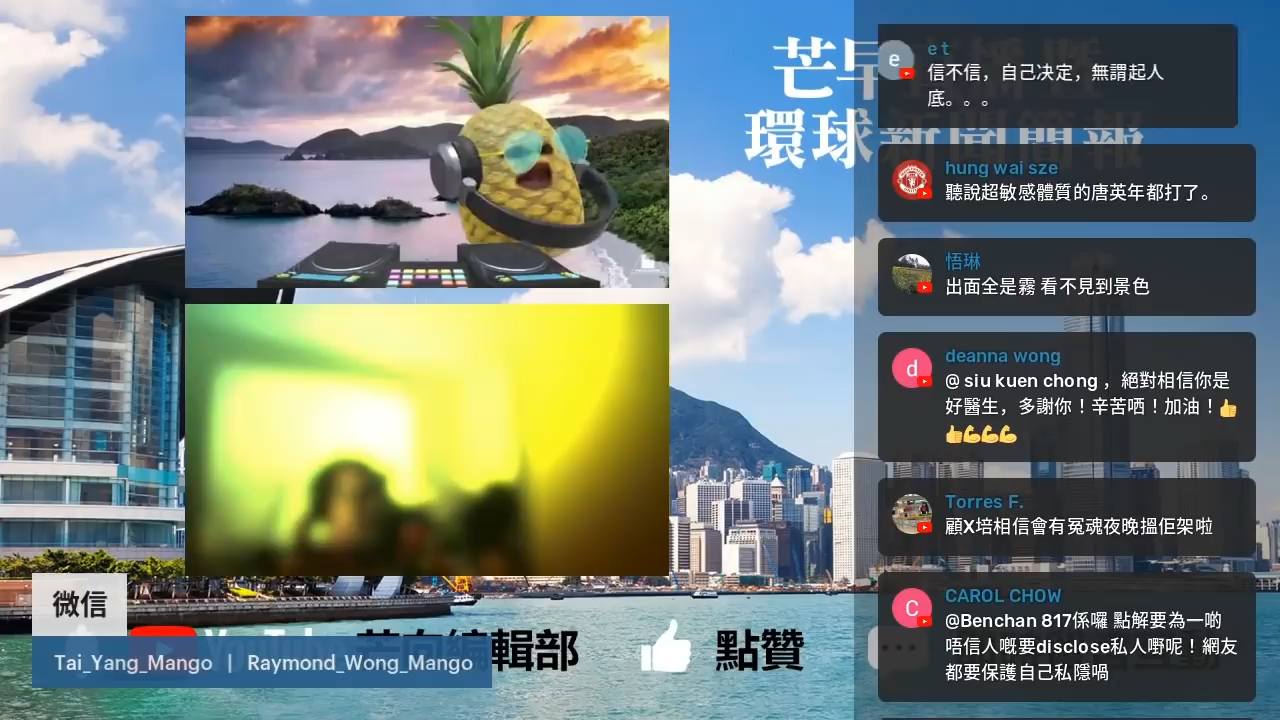 芒早
環球新聞簡報
e
e t
信不信，自己決定，無謂起人
底。。。
hung wai sze
聽說超敏感體質的唐英年都打了。
悟琳
出面全是霧 看不見到景色
d
deanna wong
@ siu kuen chong ，絕對相信你是
好醫生，多謝你！辛苦哂！加油！👍
👍💪💪💪💪
Torres F.
顧X培相信會有冤魂夜晚搵佢架啦
C
CAROL CHOW
@Benchan 817係囉 點解要為一啲
唔信人嘅要disclose私人嘢呢！網友
都要保護自己私隱喎
微信
Tai_Yang_Mango | Raymond_Wong_Mango
編輯部
點贊